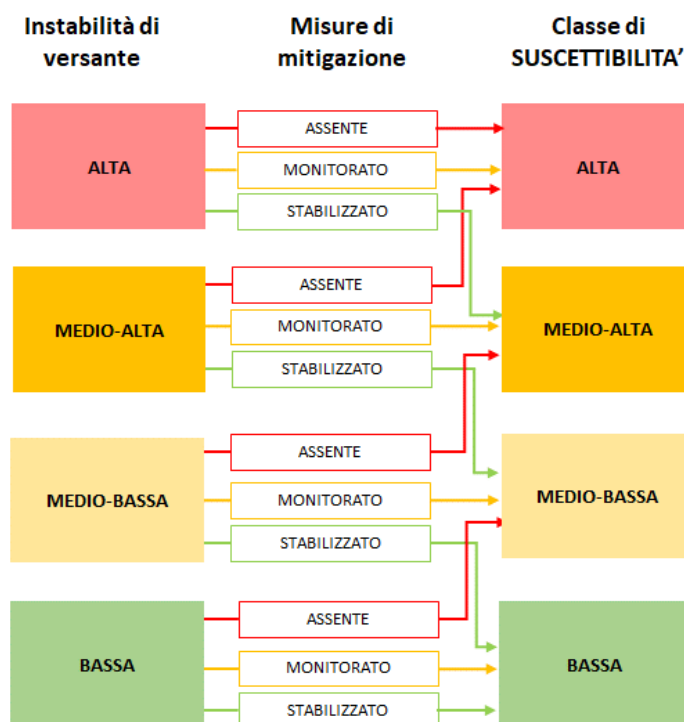 Instabilità di
versante
Misure di
mitigazione
Classe di
SUSCETTIBILITA'
ALTA
ASSENTE
MONITORATO
STABILIZZATO
ALTA
MEDIO-ALTA
ASSENTE
MONITORATO
STABILIZZATO
MEDIO-ALTA
MEDIO-BASSA
ASSENTE
MONITORATO
STABILIZZATO
MEDIO-BASSA
BASSA
ASSENTE
MONITORATO
STABILIZZATO
BASSA